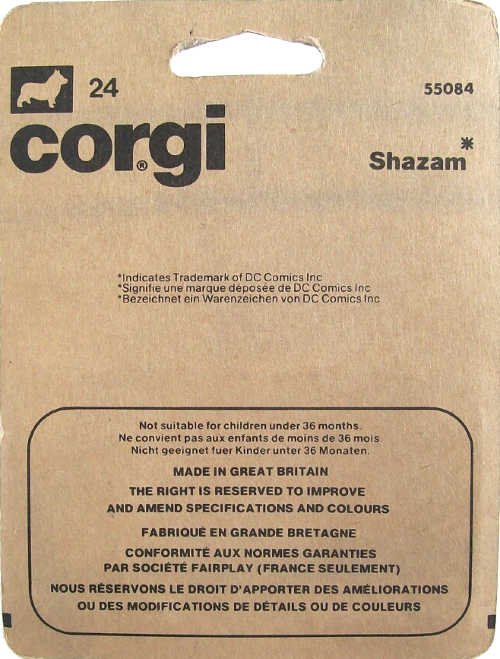 24
55084
corgi®
Shazam*
*Indicates Trademark of DC Comics Inc
*Signifie une marque déposée de DC Comics Inc
*Bezeichnet ein Warenzeichen von DC Comics Inc
Not suitable for children under 36 months.
Ne convient pas aux enfants de moins de 36 mois.
Nicht geeignet fuer Kinder unter 36 Monaten.
MADE IN GREAT BRITAIN
THE RIGHT IS RESERVED TO IMPROVE
AND AMEND SPECIFICATIONS AND COLOURS
FABRIQUÉ EN GRANDE BRETAGNE
CONFORMITÉ AUX NORMES GARANTIES
PAR SOCIÉTÉ FAIRPLAY (FRANCE SEULEMENT)
NOUS RÉSERVONS LE DROIT D'APPORTER DES AMÉLIORATIONS
OU DES MODIFICATIONS DE DÉTAILS OU DE COULEURS